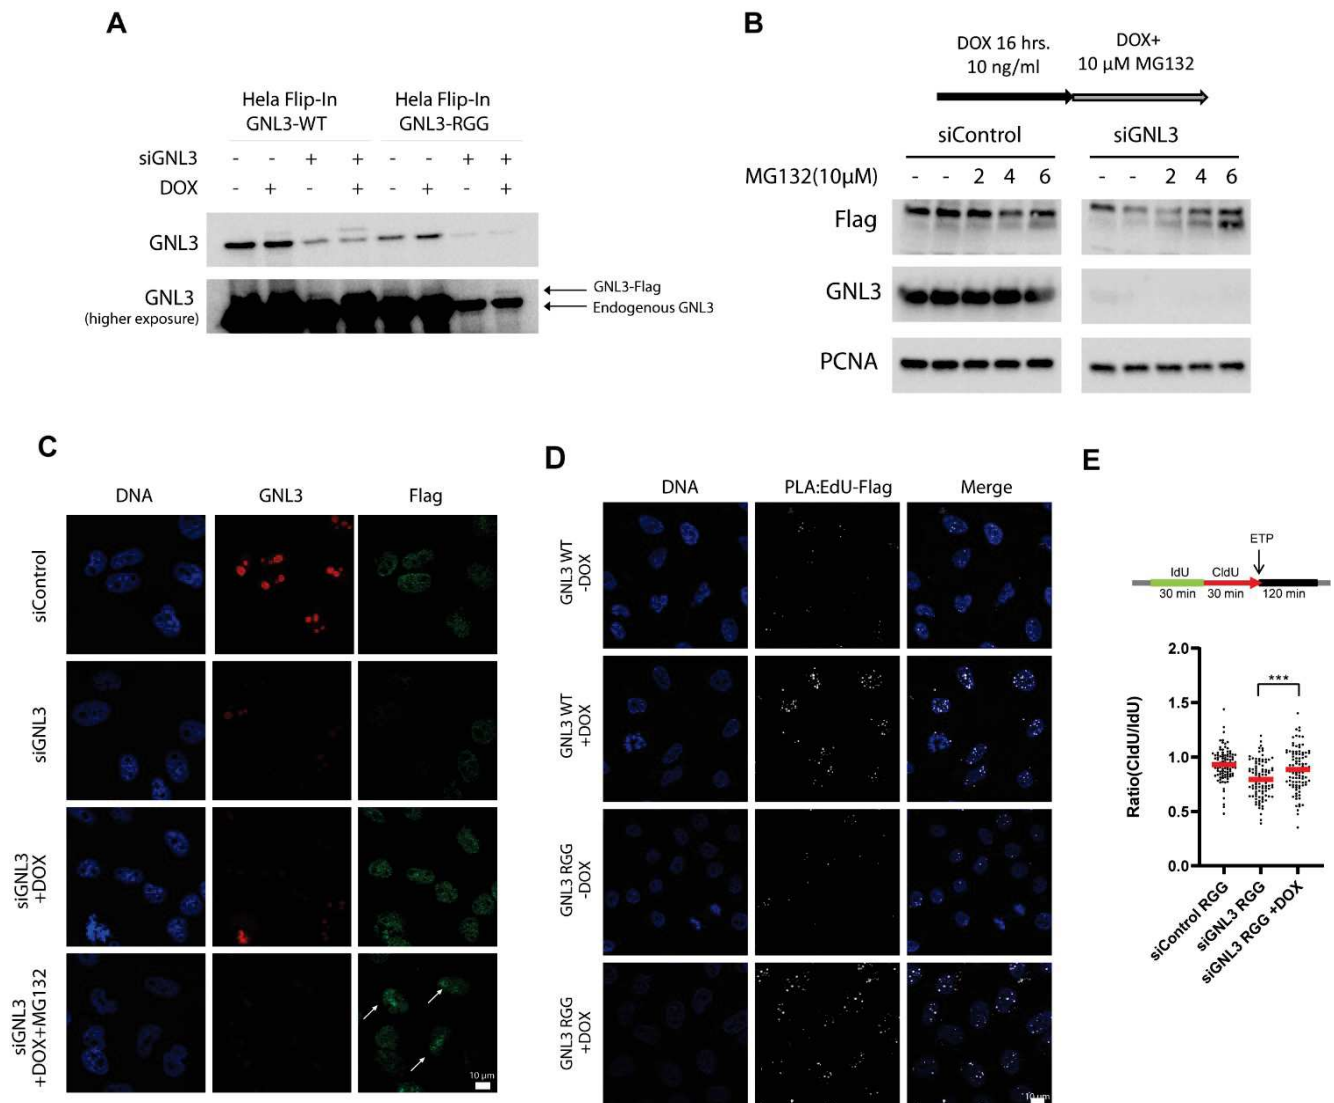 A
Hela Flip-In
GNL3-WT
Hela Flip-In
GNL3-RGG
siGNL3 - - + + - - + +
DOX - + - + - + - +
GNL3
GNL3
(higher exposure)
GNL3-Flag
Endogenous GNL3
B
DOX 16 hrs.
10 ng/ml
DOX+
10 μM MG132
siControl
siGNL3
MG132(10μM) - - 2 4 6 - - 2 4 6
Flag
GNL3
PCNA
C
DNA GNL3 Flag
siControl
siGNL3
siGNL3
+DOX
siGNL3
+DOX+MG132
10 μm
D
DNA PLA:EdU-Flag Merge
GNL3 WT
-DOX
GNL3 WT
+DOX
GNL3 RGG
-DOX
GNL3 RGG
+DOX
10 μm
E
ETP
IdU CldU
30 min 30 min 120 min
Ratio(CldU/IdU)
2.0
1.5
1.0
0.5
0.0
***
siControl RGG
siGNL3 RGG
siGNL3 RGG +DOX